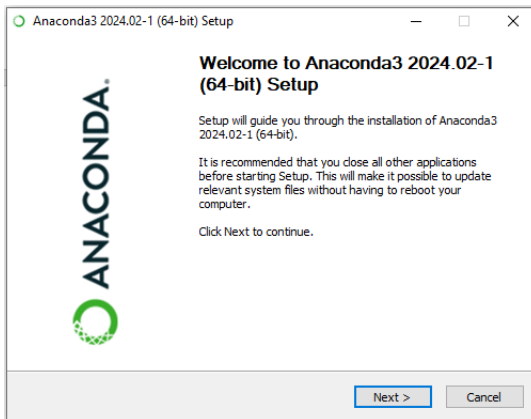 Anaconda3 2024.02-1 (64-bit) Setup
ANACONDA.
Welcome to Anaconda3 2024.02-1
(64-bit) Setup
Setup will guide you through the installation of Anaconda3
2024.02-1 (64-bit).
It is recommended that you close all other applications
before starting Setup. This will make it possible to update
relevant system files without having to reboot your
computer.
Click Next to continue.
Next >
Cancel